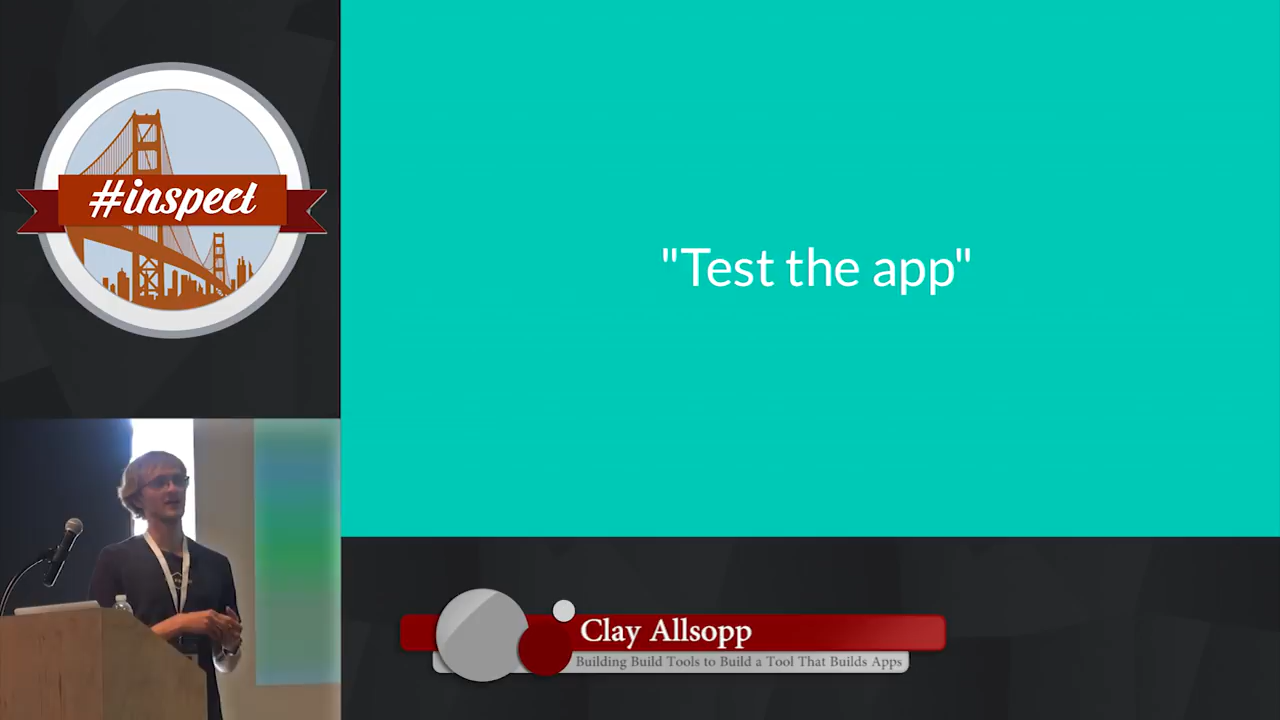 #inspect
"Test the app"
Clay Allsopp
Building Build Tools to Build a Tool That Builds Apps